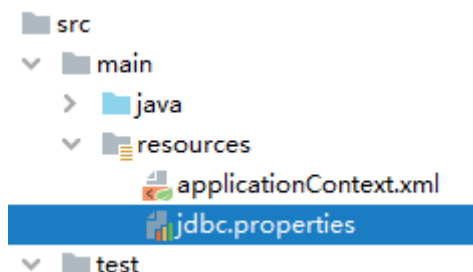 src
main
java
resources
applicationContext.xml
jdbc.properties
test